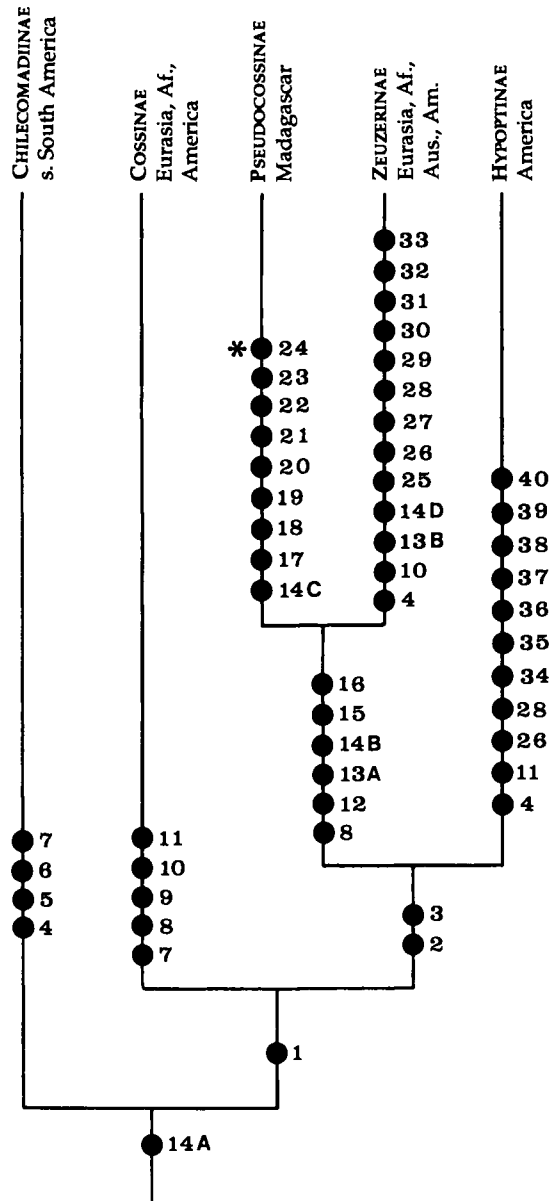 CHILECOMADIINAE
s. South America
COSSINAE
Eurasia, Af.,
America
PSEUDOCOSSINAE
Madagascar
ZEUZERINAE
Eurasia, Af.,
Aus., Am.
HYPOPTINAE
America
7
6
5
4
11
10
9
8
7
* 24
23
22
21
20
19
18
17
14C
33
32
31
30
29
28
27
26
25
14D
13B
10
4
16
15
14B
13A
12
8
40
39
38
37
36
35
34
28
26
11
4
3
2
1
14A